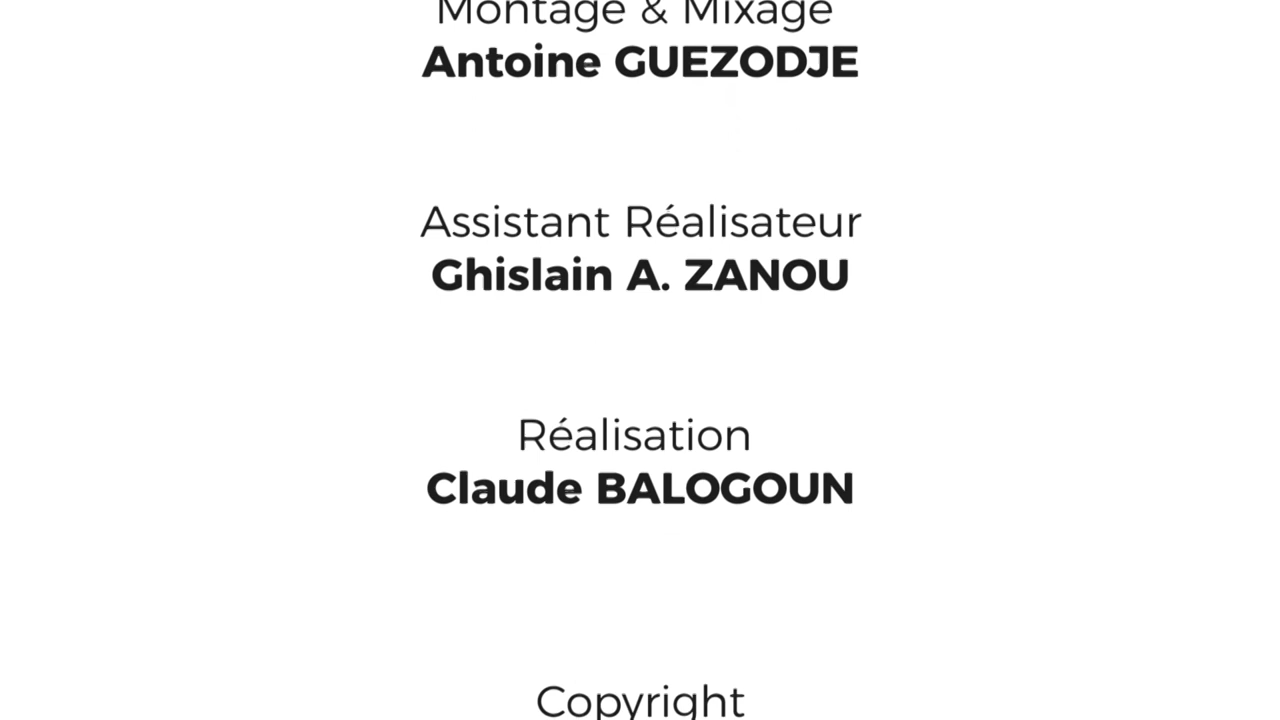 Montage & Mixage
Antoine GUEZODJE
Assistant Réalisateur
Ghislain A. ZANOU
Réalisation
Claude BALOGOUN
Copyright